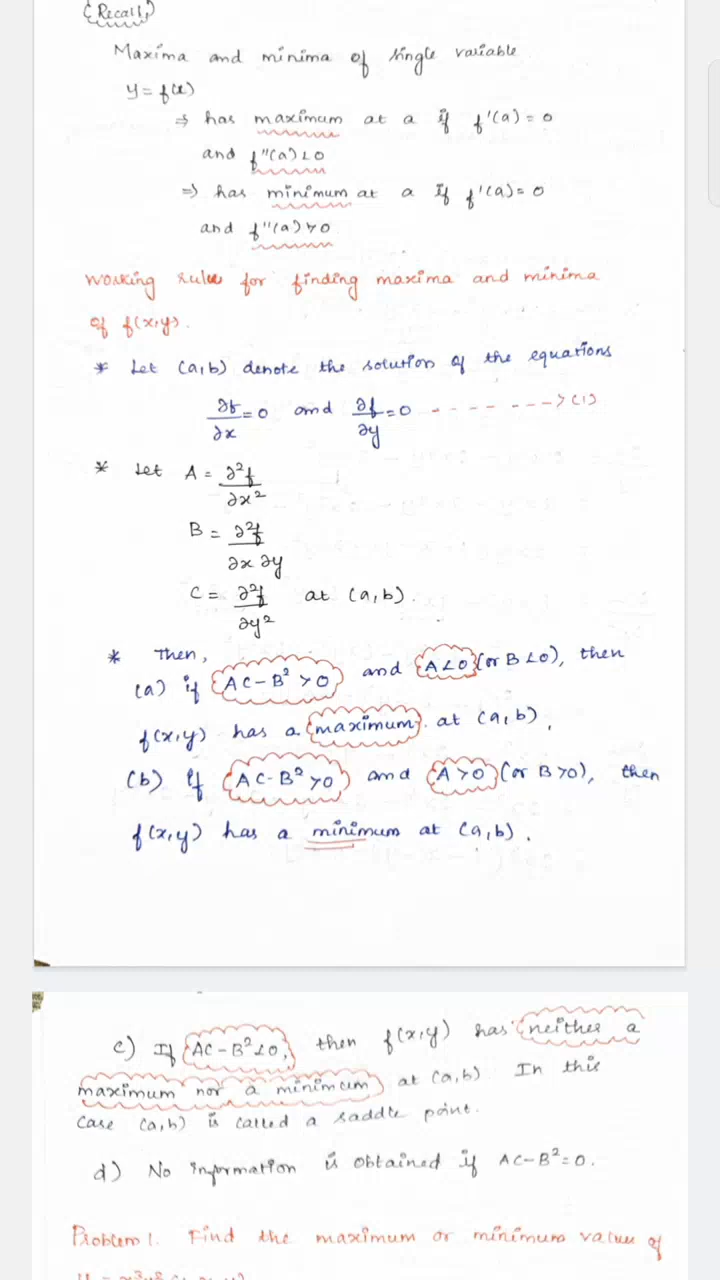 (Recall)
Maxima and minima of single variable
y = f(x)
⇒ has maximum at a if f'(a) = 0
and f''(a) < 0
⇒ has minimum at a if f'(a) = 0
and f''(a) > 0
Working rule for finding maxima and minima
of f(x,y).
* Let (a,b) denote the solution of the equations
∂f/∂x = 0 and ∂f/∂y = 0 - - - - - - - -> (1)
* Let A = ∂²f/∂x²
B = ∂²f/∂x ∂y
C = ∂²f/∂y² at (a,b).
* Then,
(a) if AC - B² > 0 and A < 0 (or B < 0), then
f(x,y) has a maximum at (a,b),
(b) If AC - B² > 0 and A > 0 (or B > 0), then
f(x,y) has a minimum at (a,b).
c) If AC - B² < 0, then f(x,y) has neither a
maximum nor a minimum at (a,b). In this
case (a,b) is called a saddle point.
d) No information is obtained if AC - B² = 0.
Problem 1. Find the maximum or minimum value of